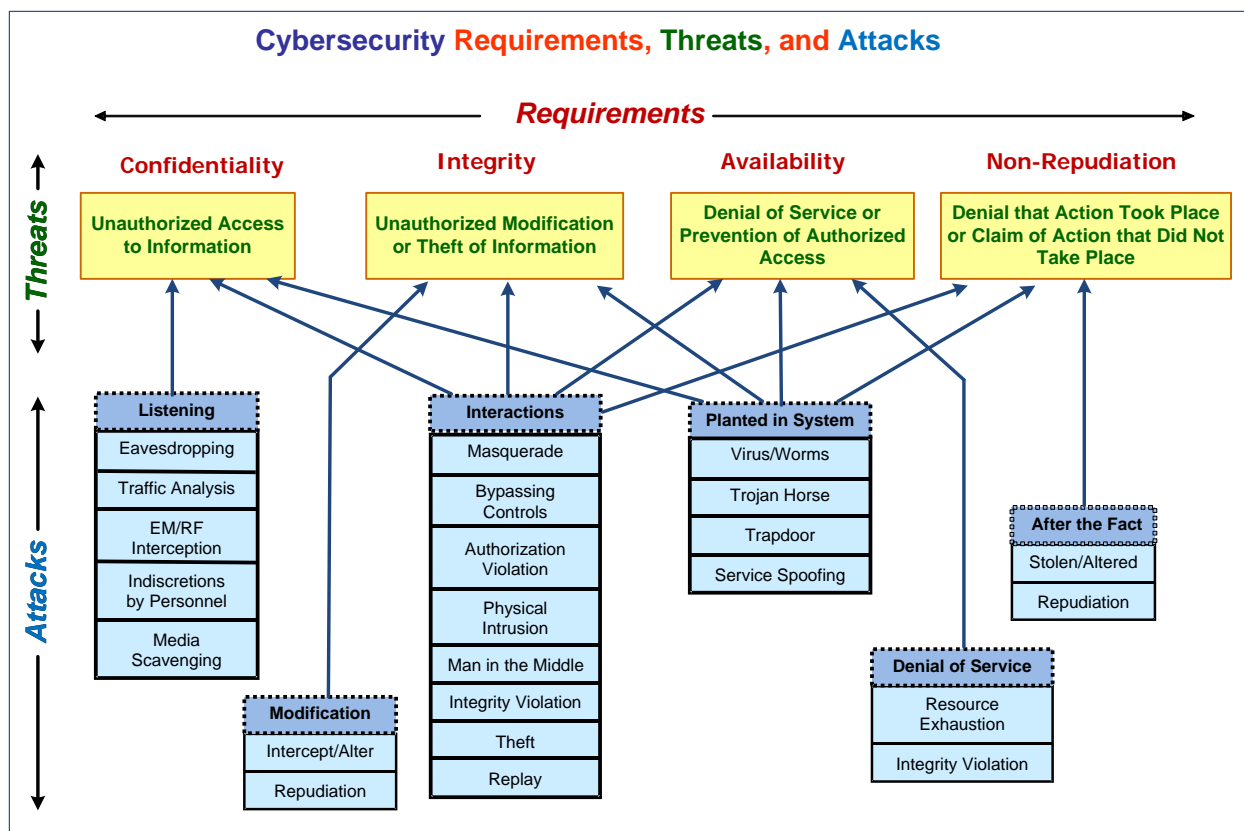 Cybersecurity Requirements, Threats, and Attacks
Requirements
Confidentiality
Integrity
Availability
Non-Repudiation
Threats
Unauthorized Access
to Information
Unauthorized Modification
or Theft of Information
Denial of Service or
Prevention of Authorized
Access
Denial that Action Took Place
or Claim of Action that Did Not
Take Place
Attacks
Listening
Eavesdropping
Traffic Analysis
EM/RF
Interception
Indiscretions
by Personnel
Media
Scavenging
Modification
Intercept/Alter
Repudiation
Interactions
Masquerade
Bypassing
Controls
Authorization
Violation
Physical
Intrusion
Man in the Middle
Integrity Violation
Theft
Replay
Planted in System
Virus/Worms
Trojan Horse
Trapdoor
Service Spoofing
Denial of Service
Resource
Exhaustion
Integrity Violation
After the Fact
Stolen/Altered
Repudiation